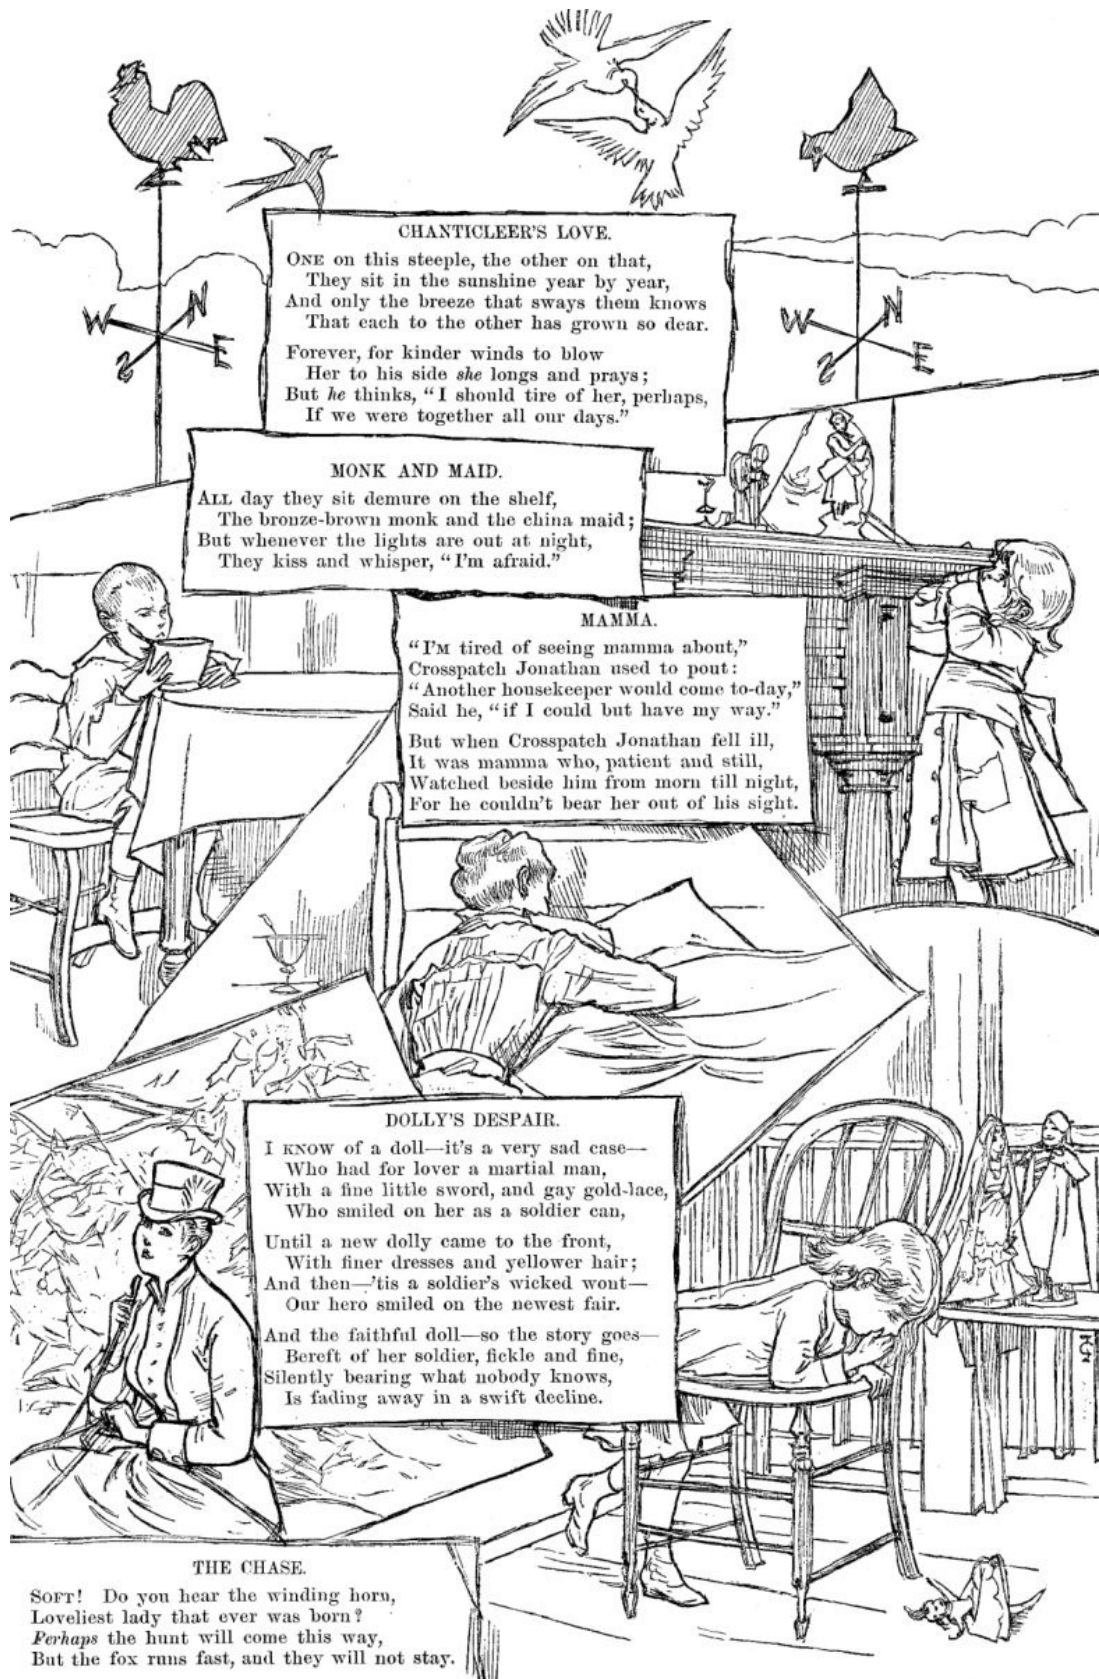 CHANTICLEER'S LOVE.
ONE on this steeple, the other on that,
They sit in the sunshine year by year,
And only the breeze that sways them knows
That each to the other has grown so dear.
Forever, for kinder winds to blow
Her to his side she longs and prays;
But he thinks, "I should tire of her, perhaps,
If we were together all our days."
W N
S E
W N
S E
MONK AND MAID.
ALL day they sit demure on the shelf,
The bronze-brown monk and the china maid;
But whenever the lights are out at night,
They kiss and whisper, "I'm afraid."
MAMMA.
"I'M tired of seeing mamma about,"
Crosspatch Jonathan used to pout:
"Another housekeeper would come to-day,"
Said he, "if I could but have my way."
But when Crosspatch Jonathan fell ill,
It was mamma who, patient and still,
Watched beside him from morn till night,
For he couldn't bear her out of his sight.
DOLLY'S DESPAIR.
I KNOW of a doll—it's a very sad case—
Who had for lover a martial man,
With a fine little sword, and gay gold-lace,
Who smiled on her as a soldier can,
Until a new dolly came to the front,
With finer dresses and yellower hair;
And then—'tis a soldier's wicked wont—
Our hero smiled on the newest fair.
And the faithful doll—so the story goes—
Bereft of her soldier, fickle and fine,
Silently bearing what nobody knows,
Is fading away in a swift decline.
THE CHASE.
SOFT! Do you hear the winding horn,
Loveliest lady that ever was born?
Perhaps the hunt will come this way,
But the fox runs fast, and they will not stay.